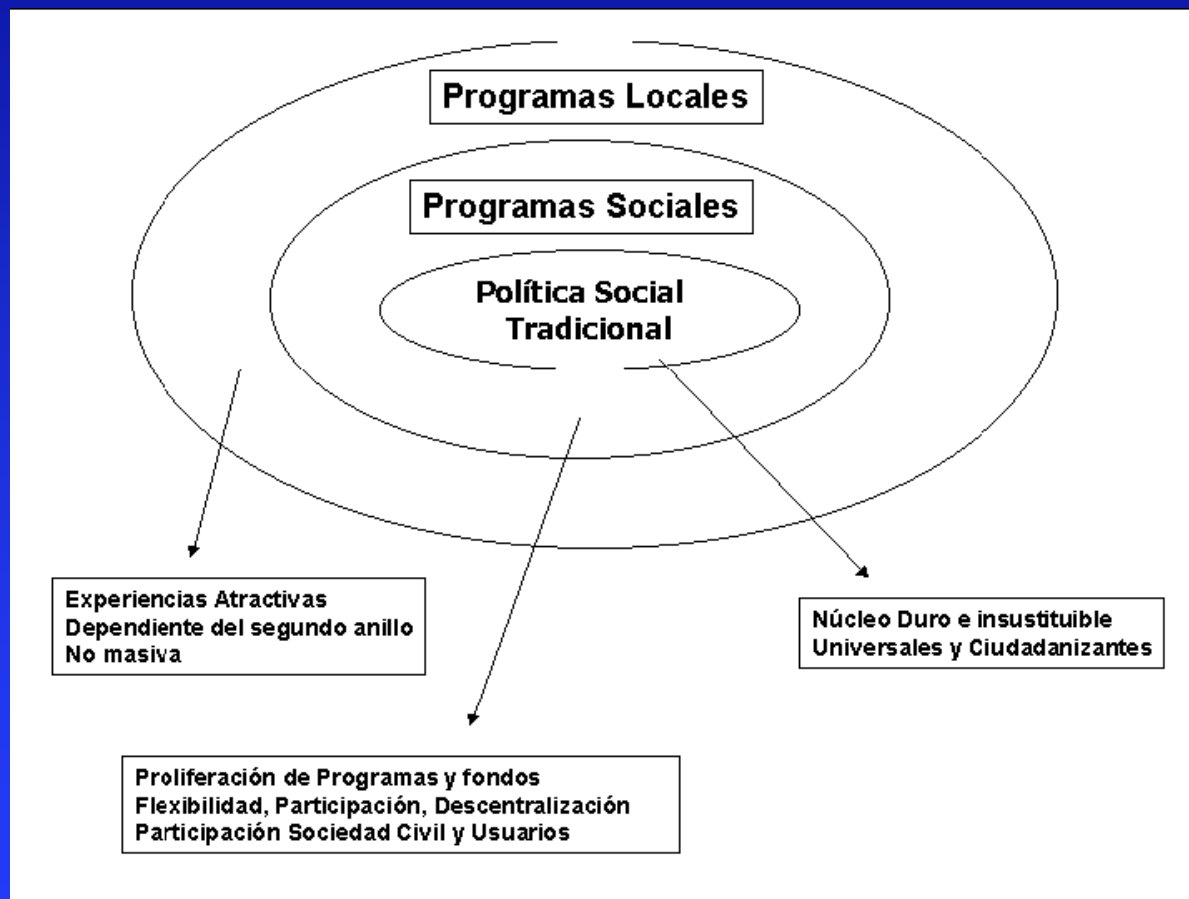 Programas Locales
Programas Sociales
Política Social
Tradicional
Experiencias Atractivas
Dependiente del segundo anillo
No masiva
Núcleo Duro e insustituible
Universales y Ciudadanizantes
Proliferación de Programas y fondos
Flexibilidad, Participación, Descentralización
Participación Sociedad Civil y Usuarios